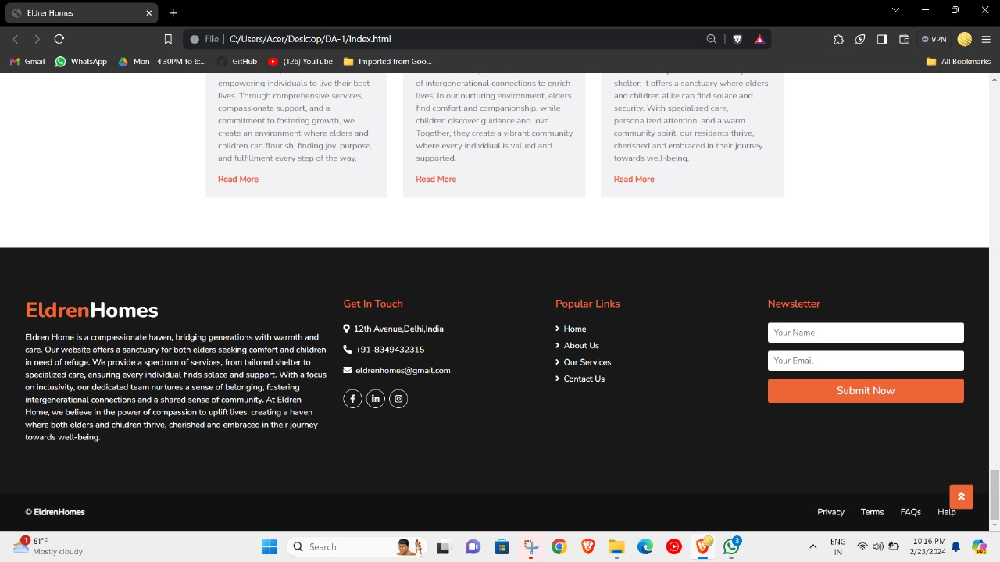 EldrenHomes
File
C:/Users/Acer/Desktop/DA-1/index.html
VPN
Gmail
WhatsApp
Mon - 4:30PM to 6:...
GitHub
(126) YouTube
Imported from Goo...
All Bookmarks
empowering individuals to live their best
lives. Through comprehensive services,
compassionate support, and a
commitment to fostering growth, we
create an environment where elders and
children can flourish, finding joy, purpose,
and fulfillment every step of the way.
Read More
of intergenerational connections to enrich
lives. In our nurturing environment, elders
find comfort and companionship, while
children discover guidance and love.
Together, they create a vibrant community
where every individual is valued and
supported.
Read More
shelter; it offers a sanctuary where elders
and children alike can find solace and
security. With specialized care,
personalized attention, and a warm
community spirit, our residents thrive,
cherished and embraced in their journey
towards well-being.
Read More
EldrenHomes
Eldren Home is a compassionate haven, bridging generations with warmth and
care. Our website offers a sanctuary for both elders seeking comfort and children
in need of refuge. We provide a spectrum of services, from tailored shelter to
specialized care, ensuring every individual finds solace and support. With a focus
on inclusivity, our dedicated team nurtures a sense of belonging, fostering
intergenerational connections and a shared sense of community. At Eldren
Home, we believe in the power of compassion to uplift lives, creating a haven
where both elders and children thrive, cherished and embraced in their journey
towards well-being.
Get In Touch
12th Avenue,Delhi,India
+91-8349432315
eldrenhomes@gmail.com
Popular Links
Home
About Us
Our Services
Contact Us
Newsletter
Your Name
Your Email
Submit Now
© EldrenHomes
Privacy
Terms
FAQs
Help
1
81°F
Mostly cloudy
Search
3
ENG
IN
10:16 PM
2/25/2024
PRE